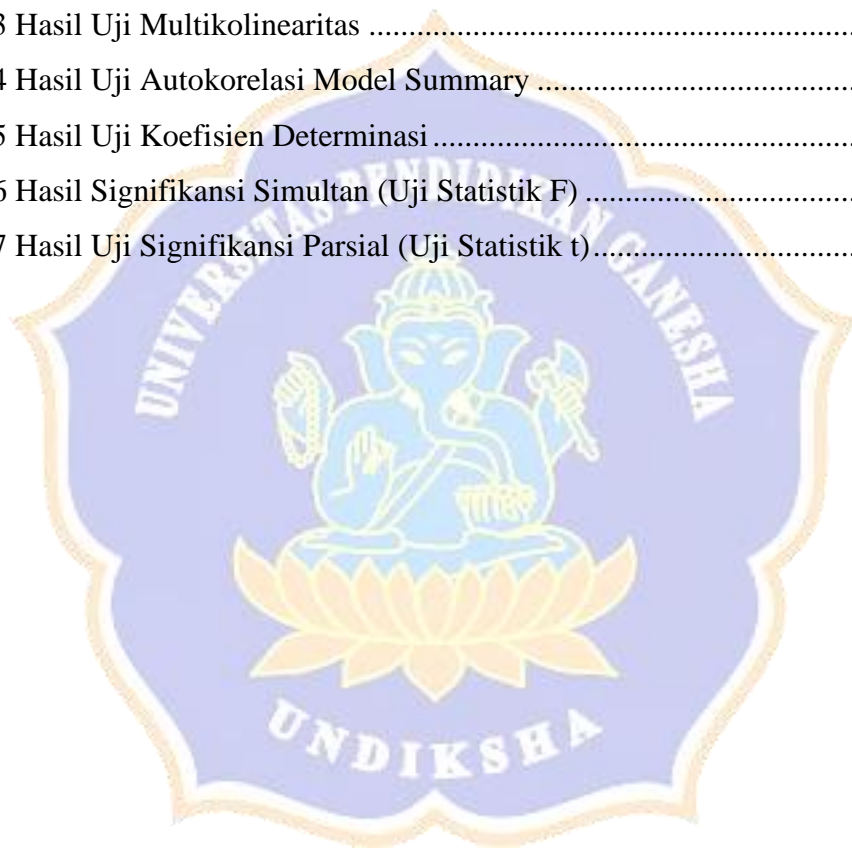 3 Hasil Uji Multikolinearitas ................................................................
4 Hasil Uji Autokorelasi Model Summary ..........................................
5 Hasil Uji Koefisien Determinasi ........................................................
6 Hasil Signifikansi Simultan (Uji Statistik F) ....................................
7 Hasil Uji Signifikansi Parsial (Uji Statistik t) ...................................
UNIVERSITAS PENDIDIKAN GANESHA
UNDIKSHA